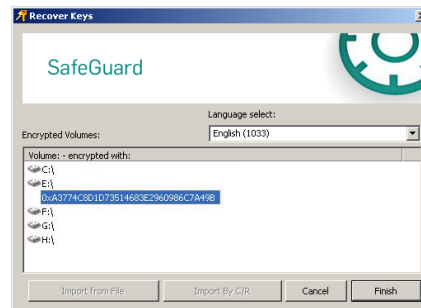 Recover Keys
SafeGuard
Language select:
Encrypted Volumes:
English (1033)
Volume: - encrypted with:
C:\
E:\
0xA3774C8D1D73514683E2960986C7A49B
F:\
G:\
H:\
Import from File
Import By C/R
Cancel
Finish